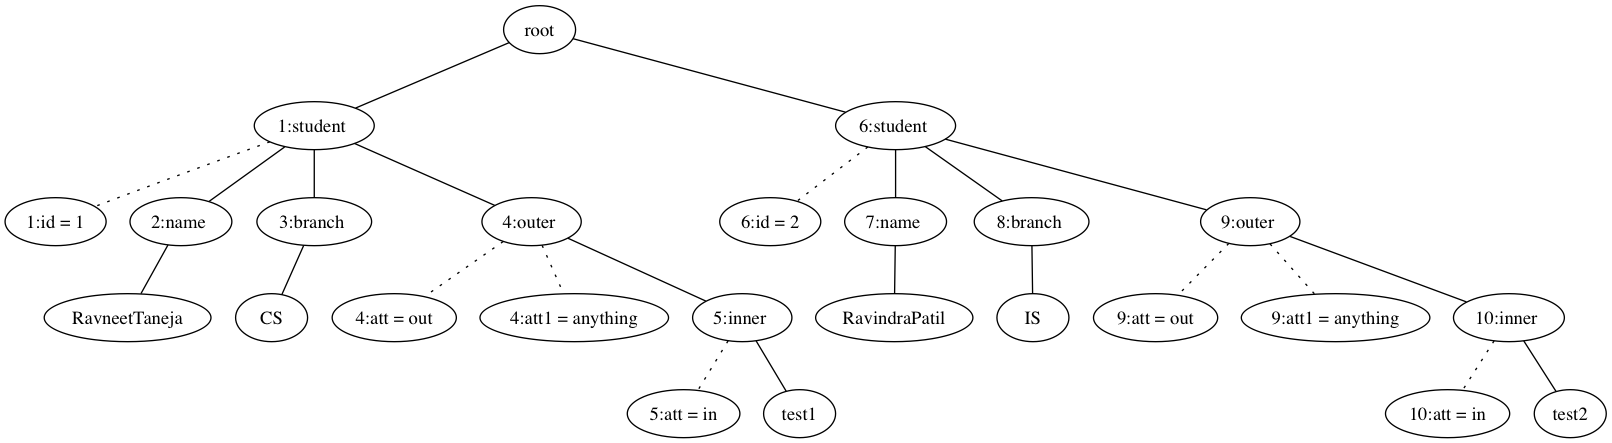 root
1:student
6:student
1:id = 1
2:name
3:branch
4:outer
6:id = 2
7:name
8:branch
9:outer
RavneetTaneja
CS
4:att = out
4:att1 = anything
5:inner
RavindraPatil
IS
9:att = out
9:att1 = anything
10:inner
5:att = in
test1
10:att = in
test2